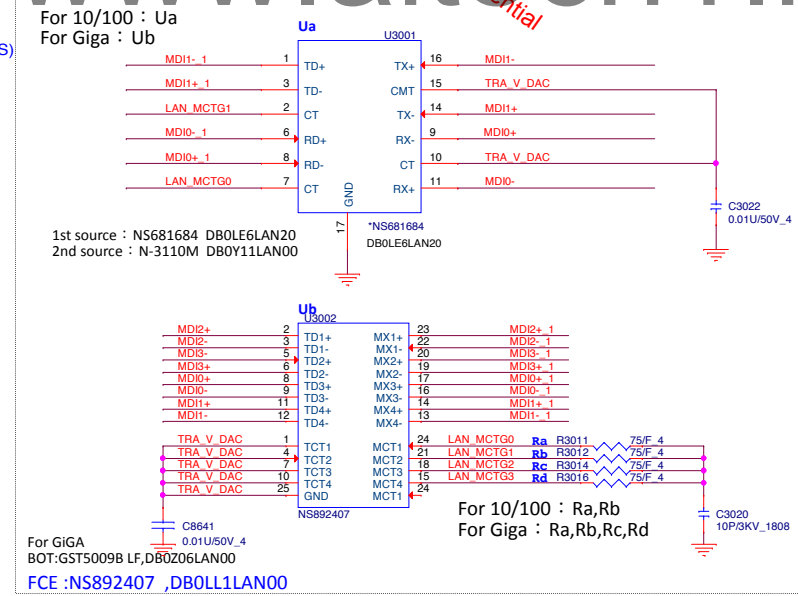 For 10/100：Ua
For Giga：Ub
ntial
S)
Ua
U3001
MDI1-_1 1 TD+ TX+ 16 MDI1-
MDI1+_1 3 TD- CMT 15 TRA_V_DAC
LAN_MCTG1 2 CT TX- 14 MDI1+
MDI0-_1 6 RD+ RX- 9 MDI0+
MDI0+_1 8 RD- CT 10 TRA_V_DAC
LAN_MCTG0 7 CT RX+ 11 MDI0-
GND
17
*NS681684
DB0LE6LAN20
C3022
0.01U/50V_4
1st source：NS681684 DB0LE6LAN20
2nd source：N-3110M DB0Y11LAN00
Ub
U3002
MDI2+ 2 TD1+ MX1+ 23 MDI2+_1
MDI2- 3 TD1- MX1- 22 MDI2-_1
MDI3- 5 TD2+ MX2+ 20 MDI3-_1
MDI3+ 6 TD2- MX2- 19 MDI3+_1
MDI0+ 8 TD3+ MX3+ 17 MDI0+_1
MDI0- 9 TD3- MX3- 16 MDI0-_1
MDI1+ 11 TD4+ MX4+ 14 MDI1+_1
MDI1- 12 TD4- MX4- 13 MDI1-_1
TRA_V_DAC 1 TCT1 MCT1 24 LAN_MCTG0 Ra R3011 75/F_4
TRA_V_DAC 4 TCT2 MCT2 21 LAN_MCTG1 Rb R3012 75/F_4
TRA_V_DAC 7 TCT3 MCT3 18 LAN_MCTG2 Rc R3014 75/F_4
TRA_V_DAC 10 TCT4 MCT4 15 LAN_MCTG3 Rd R3016 75/F_4
TRA_V_DAC 25 GND MCT1 24
NS892407
C8641
0.01U/50V_4
For 10/100：Ra,Rb
For Giga：Ra,Rb,Rc,Rd
C3020
10P/3KV_1808
For GiGA
BOT:GST5009B LF,DB0Z06LAN00
FCE :NS892407 ,DB0LL1LAN00